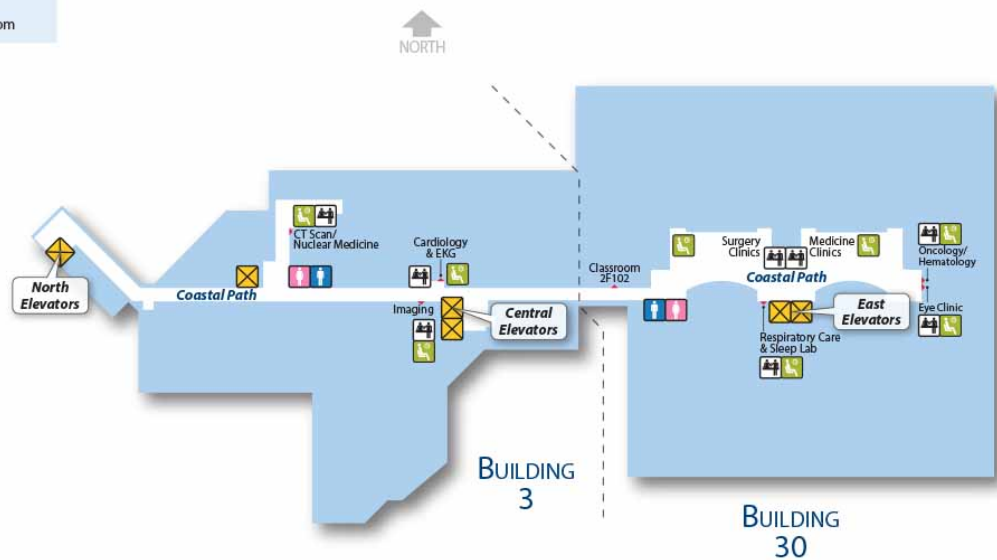 om
NORTH
CT Scan/
Nuclear Medicine
Cardiology
& EKG
Classroom
2F102
Surgery
Clinics
Medicine
Clinics
Oncology/
Hematology
Coastal Path
North
Elevators
Coastal Path
Imaging
Central
Elevators
East
Elevators
Eye Clinic
Respiratory Care
& Sleep Lab
BUILDING
3
BUILDING
30